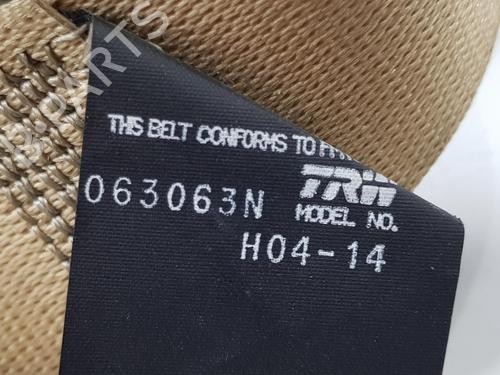 THIS BELT CONFORMS TO
063063N
TRW
MODEL NO.
H04-14